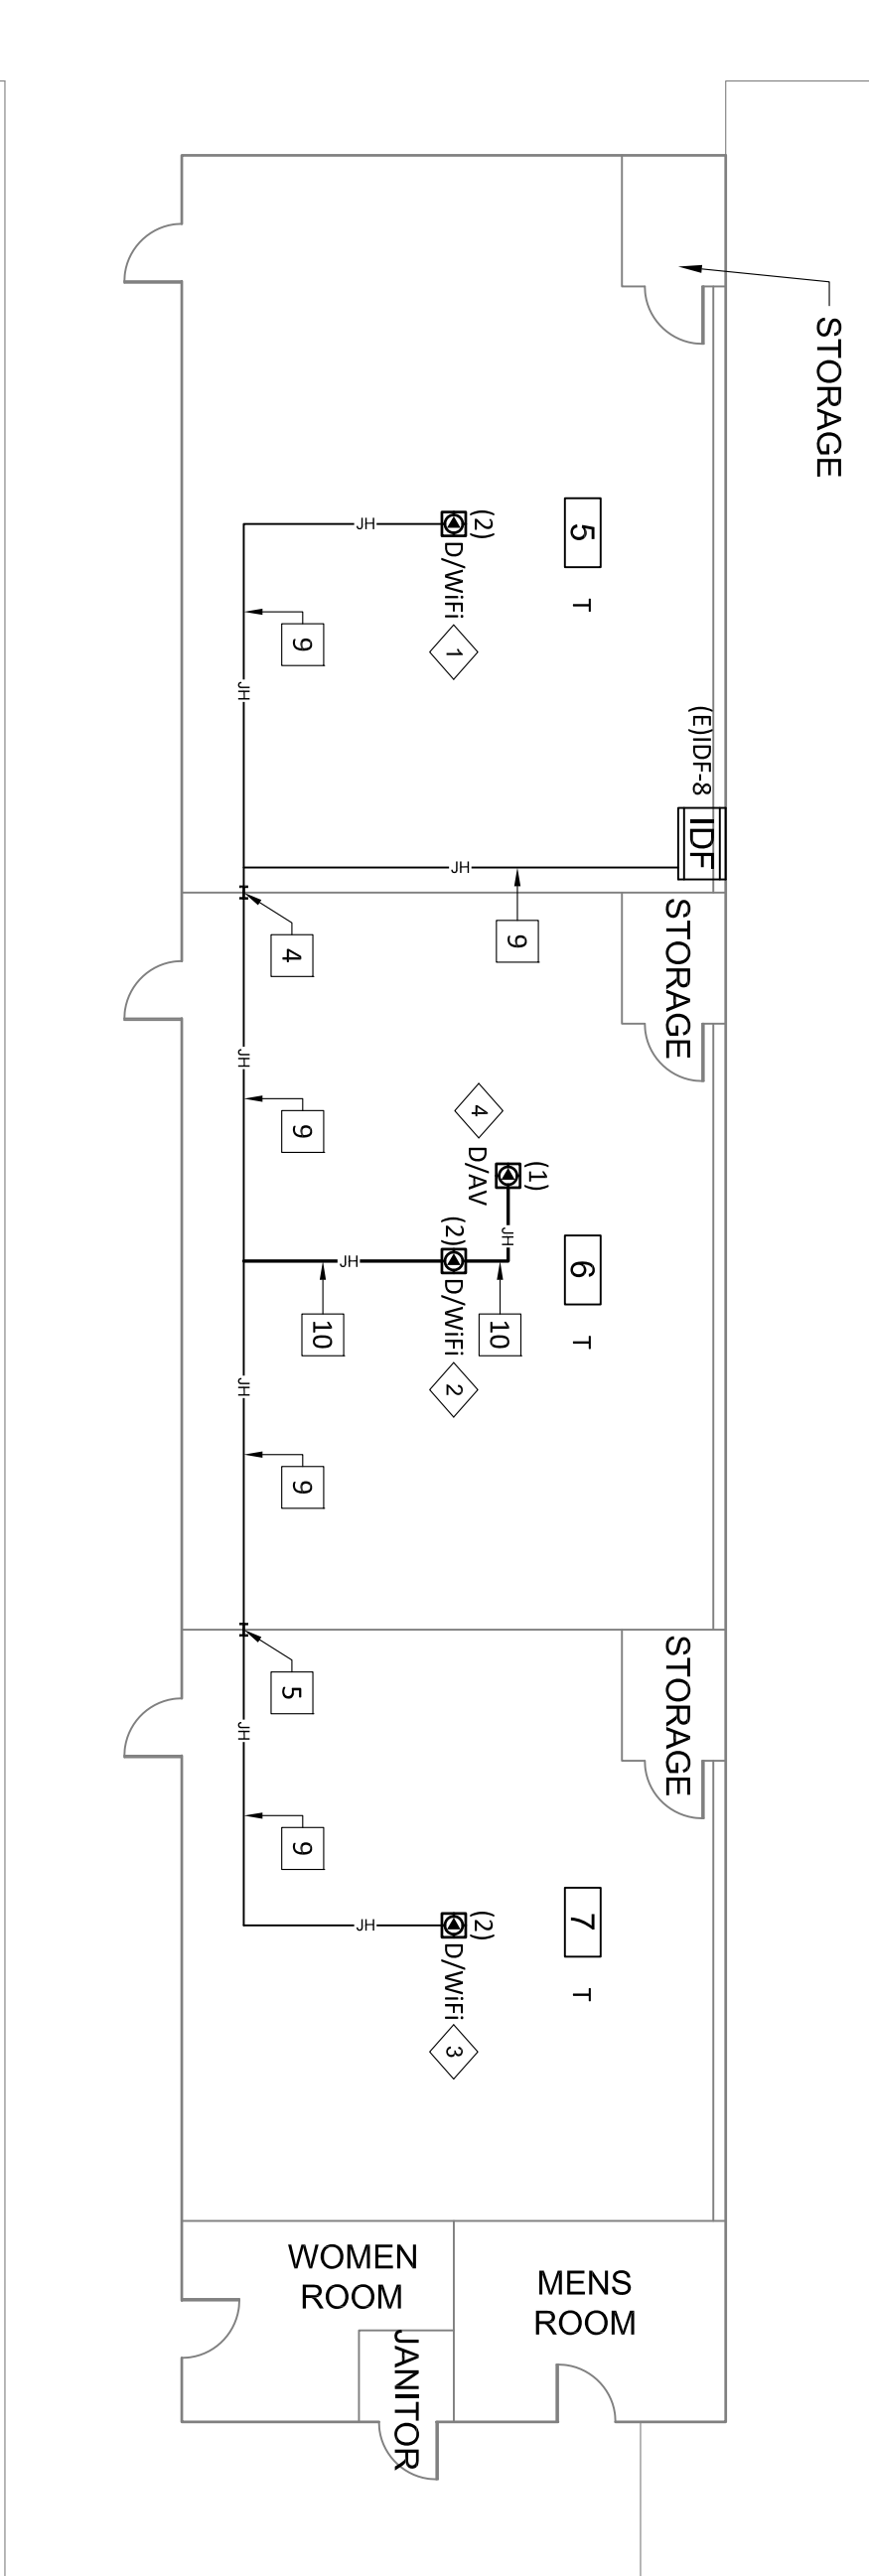 STORAGE
5
T
(2)
D/WiFi
1
JH
9
JH
(E)IDF-8
IDF
JH
9
4
STORAGE
JH
9
4
D/AV
(1)
JH
(2)
D/WiFi
2
JH
10
10
6
T
JH
9
5
STORAGE
JH
9
JH
(2)
D/WiFi
3
7
T
WOMEN
ROOM
MENS
ROOM
JANITOR